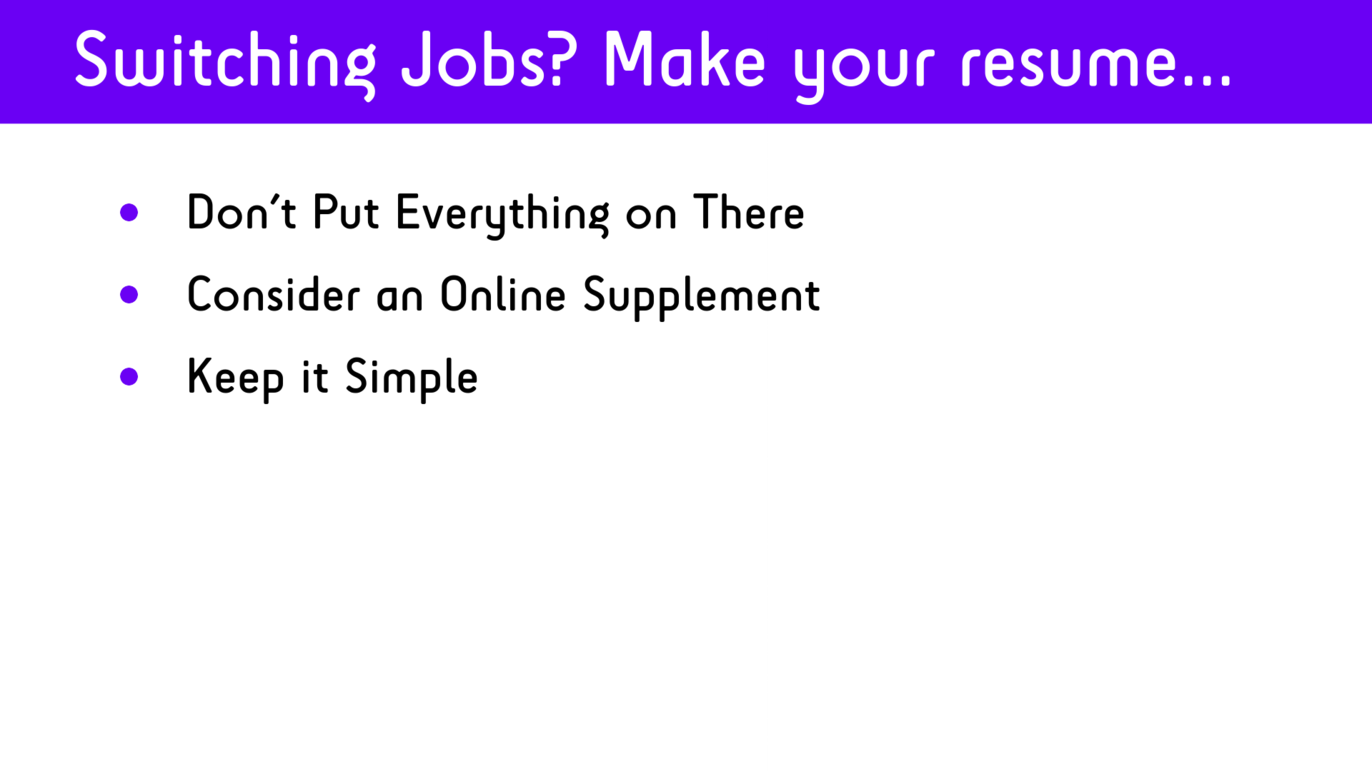 Switching Jobs? Make your resume...
• Don't Put Everything on There
• Consider an Online Supplement
• Keep it Simple